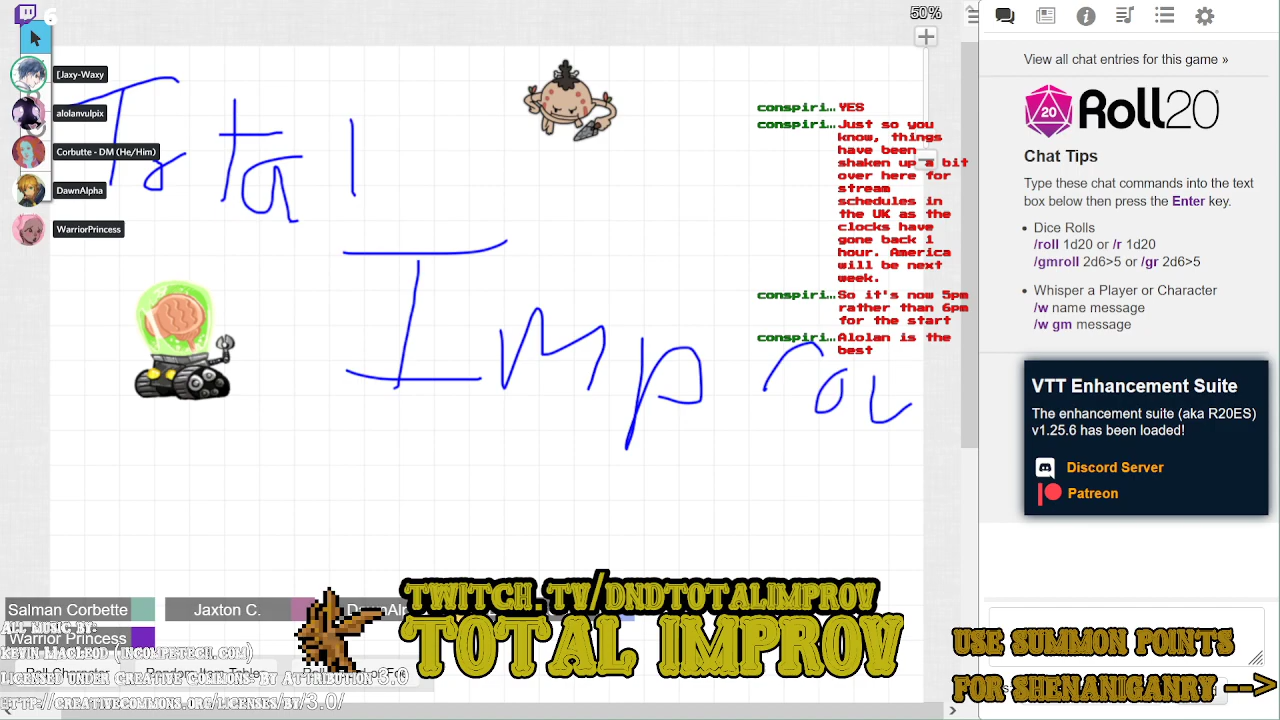 6
50%
[Jaxy-Waxy
alolanvulpix
Corbutte - DM (He/Him)
DawnAlpha
WarriorPrincess
Total
Improv
conspiri... YES
conspiri... Just so you
know, things
have been
shaken up a bit
over here for
stream
schedules in
the UK as the
clocks have
gone back 1
hour. America
will be next
week.
conspiri... So it's now 5pm
rather than 6pm
for the start
conspiri... Alolan is the
best
View all chat entries for this game »
20
Roll20
Chat Tips
Type these chat commands into the text
box below then press the Enter key.
• Dice Rolls
/roll 1d20 or /r 1d20
/gmroll 2d6>5 or /gr 2d6>5
• Whisper a Player or Character
/w name message
/w gm message
VTT Enhancement Suite
The enhancement suite (aka R20ES)
v1.25.6 has been loaded!
Discord Server
Patreon
Salman Corbette
Jaxton C.
DawnAlp
Warrior Princess
All music by:
Kevin MacLeod (incompetech.com)
Licensed under Creative Commons: By Attribution 3.0
http://creativecommons.org/licenses/by/3.0/
TWITCH.TV/DNDTOTALIMPROV
TOTAL IMPROV
USE SUMMON POINTS
FOR SHENANIGANRY -->